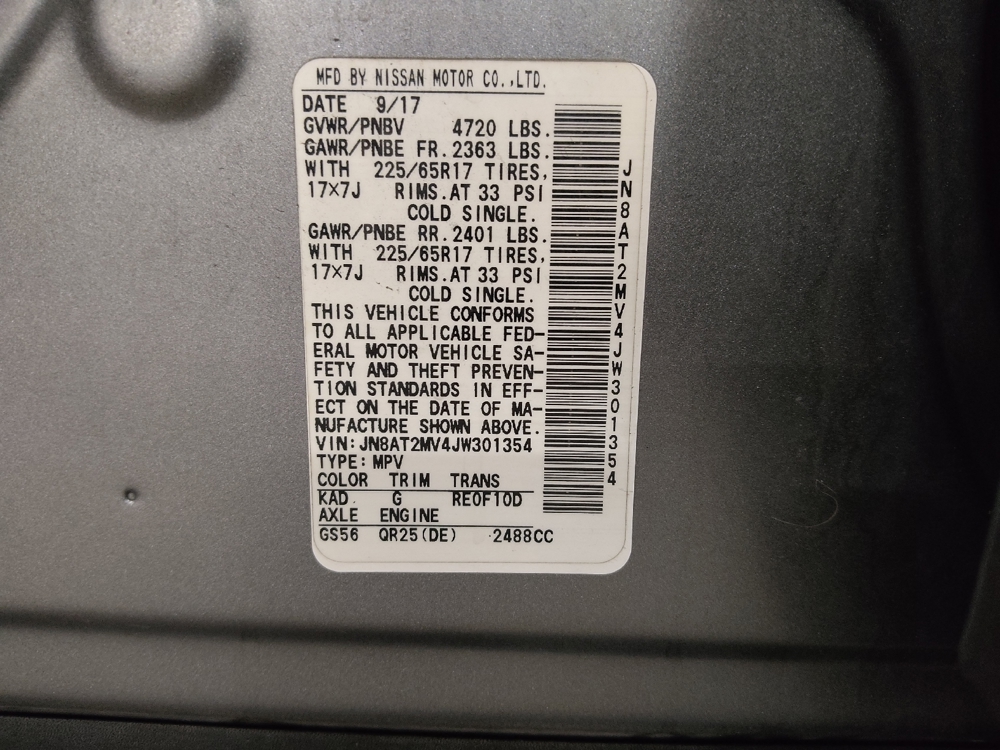 MFD BY NISSAN MOTOR CO.,LTD.
DATE 9/17
GVWR/PNBV 4720 LBS.
GAWR/PNBE FR. 2363 LBS.
WITH 225/65R17 TIRES,
17×7J RIMS. AT 33 PSI
COLD SINGLE.
GAWR/PNBE RR. 2401 LBS.
WITH 225/65R17 TIRES,
17×7J RIMS. AT 33 PSI
COLD SINGLE.
THIS VEHICLE CONFORMS
TO ALL APPLICABLE FED-
ERAL MOTOR VEHICLE SA-
FETY AND THEFT PREVEN-
TION STANDARDS IN EFF-
ECT ON THE DATE OF MA-
NUFACTURE SHOWN ABOVE.
VIN:JN8AT2MV4JW301354
TYPE:MPV
COLOR TRIM TRANS
KAD G RE0F10D
AXLE ENGINE
GS56 QR25(DE) 2488CC
JN8AT2MV4JW301354